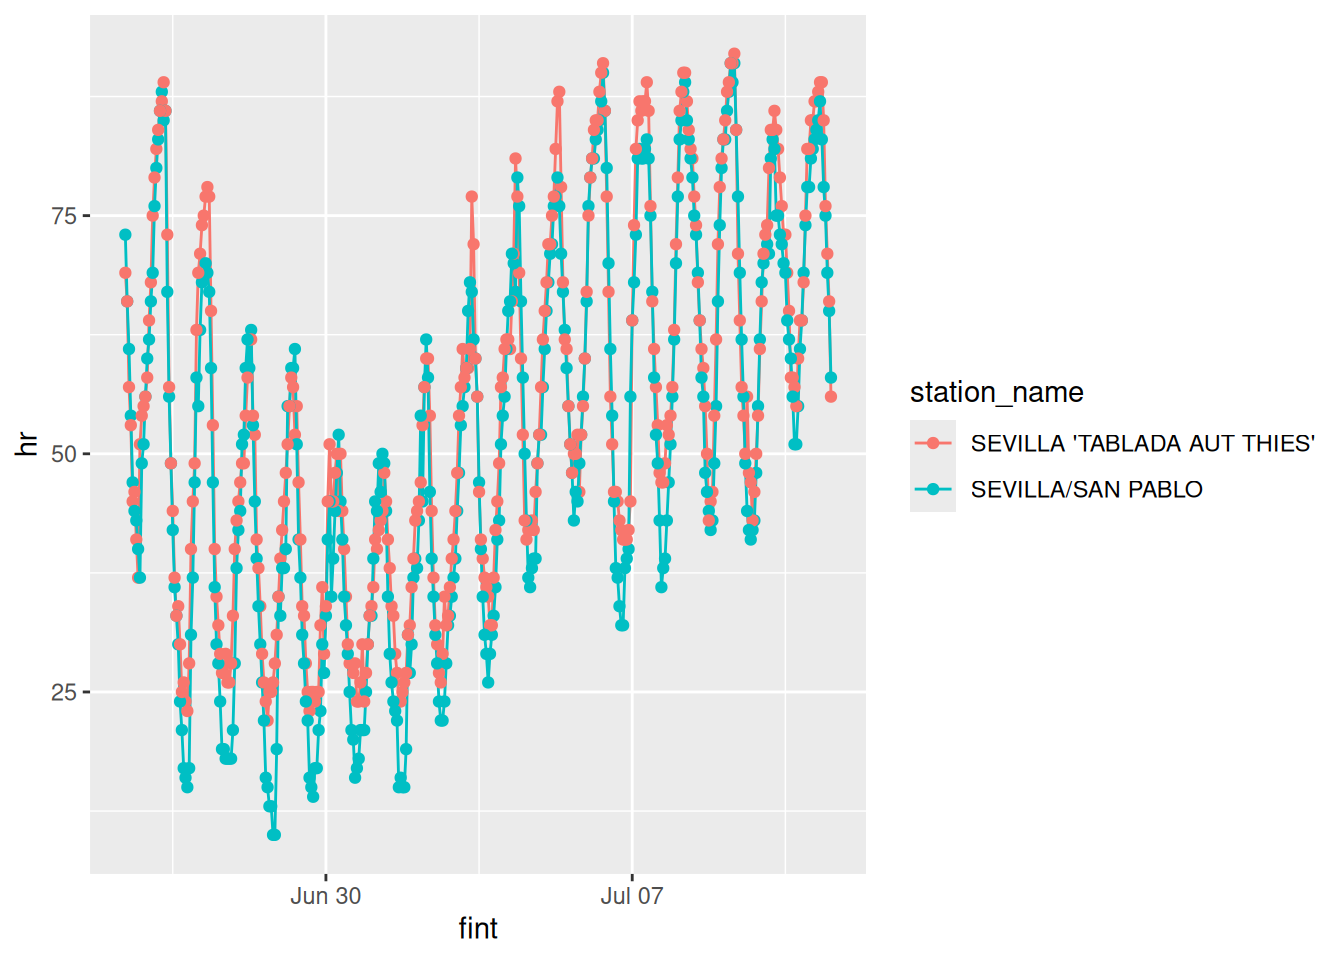 hr
75
50
25
Jun 30
Jul 07
fint
station_name
SEVILLA 'TABLADA AUT THIES'
SEVILLA/SAN PABLO